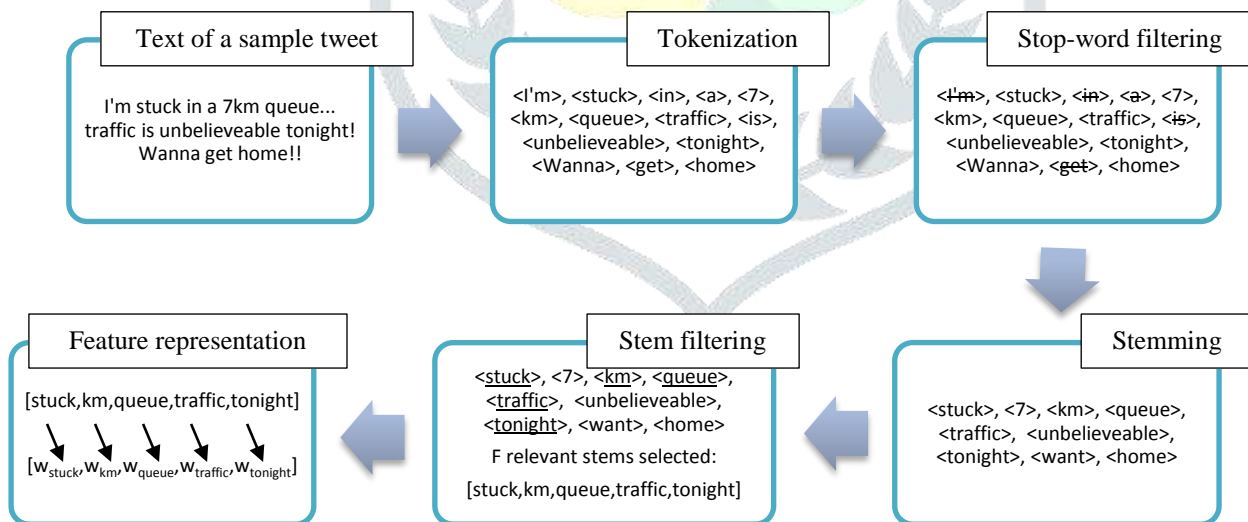 Text of a sample tweet
I'm stuck in a 7km queue...
traffic is unbelieveable tonight!
Wanna get home!!
Tokenization
<I'm>, <stuck>, <in>, <a>, <7>,
<km>, <queue>, <traffic>, <is>,
<unbelieveable>, <tonight>,
<Wanna>, <get>, <home>
Stop-word filtering
<I'm>, <stuck>, <in>, <a>, <7>,
<km>, <queue>, <traffic>, <is>,
<unbelieveable>, <tonight>,
<Wanna>, <get>, <home>
Stemming
<stuck>, <7>, <km>, <queue>,
<traffic>, <unbelieveable>,
<tonight>, <want>, <home>
Stem filtering
<stuck>, <7>, <km>, <queue>,
<traffic>, <unbelieveable>,
<tonight>, <want>, <home>
F relevant stems selected:
[stuck,km,queue,traffic,tonight]
Feature representation
[stuck,km,queue,traffic,tonight]
[wstuck,wkm,wqueue,wtraffic,wtonight]